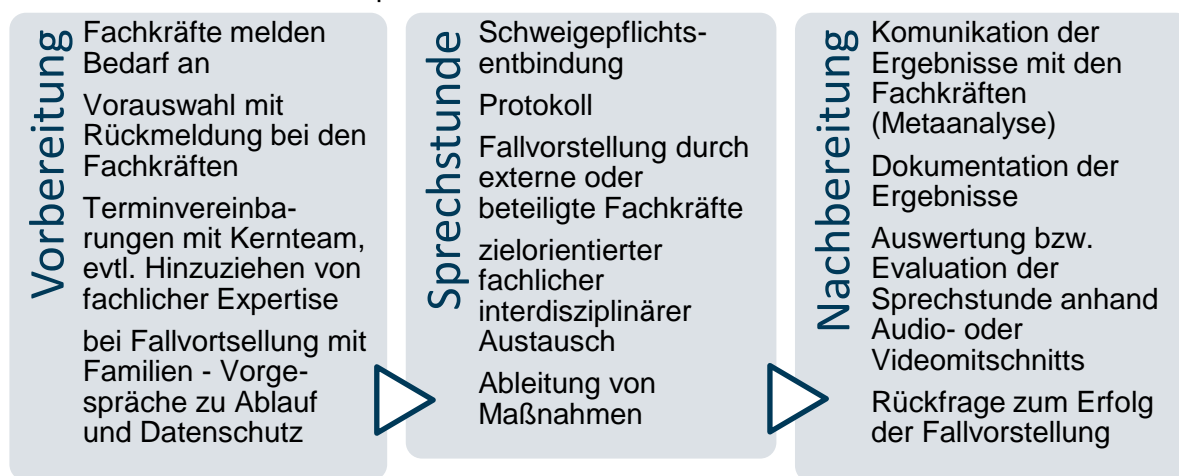 Vorbereitung
Fachkräfte melden
Bedarf an
Vorauswahl mit
Rückmeldung bei den
Fachkräften
Terminvereinba-
rungen mit Kernteam,
evtl. Hinzuziehen von
fachlicher Expertise
bei Fallvortsellung mit
Familien - Vorge-
spräche zu Ablauf
und Datenschutz
Sprechstunde
Schweigepflichts-
entbindung
Protokoll
Fallvorstellung durch
externe oder
beteiligte Fachkräfte
zielorientierter
fachlicher
interdisziplinärer
Austausch
Ableitung von
Maßnahmen
Nachbereitung
Komunikation der
Ergebnisse mit den
Fachkräften
(Metaanalyse)
Dokumentation der
Ergebnisse
Auswertung bzw.
Evaluation der
Sprechstunde anhand
Audio- oder
Videomitschnitts
Rückfrage zum Erfolg
der Fallvorstellung